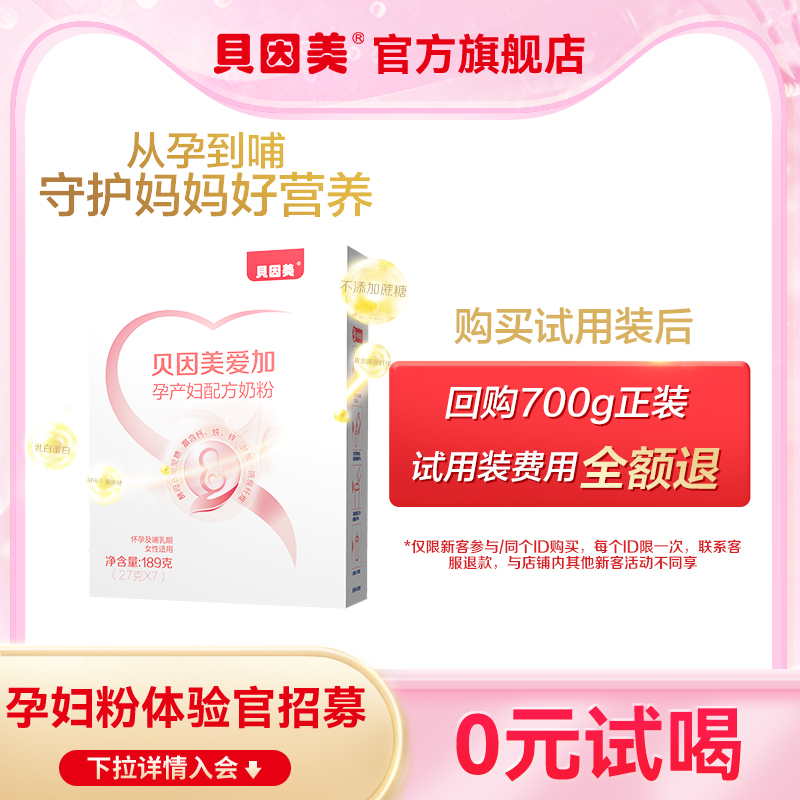 貝因美® 官方旗舰店
从孕到哺
守护妈妈好营养
貝因美®
不添加蔗糖
贝因美爱加
孕产妇配方奶粉
乳白蛋白
怀孕及哺乳期
女性适用
净含量:189克
(27克X7)
购买试用装后
回购700g正装
试用装费用 全额退
*仅限新客参与/同个ID购买，每个ID限一次，联系客
服退款，与店铺内其他新客活动不同享
孕妇粉体验官招募
下拉详情入会
0元试喝